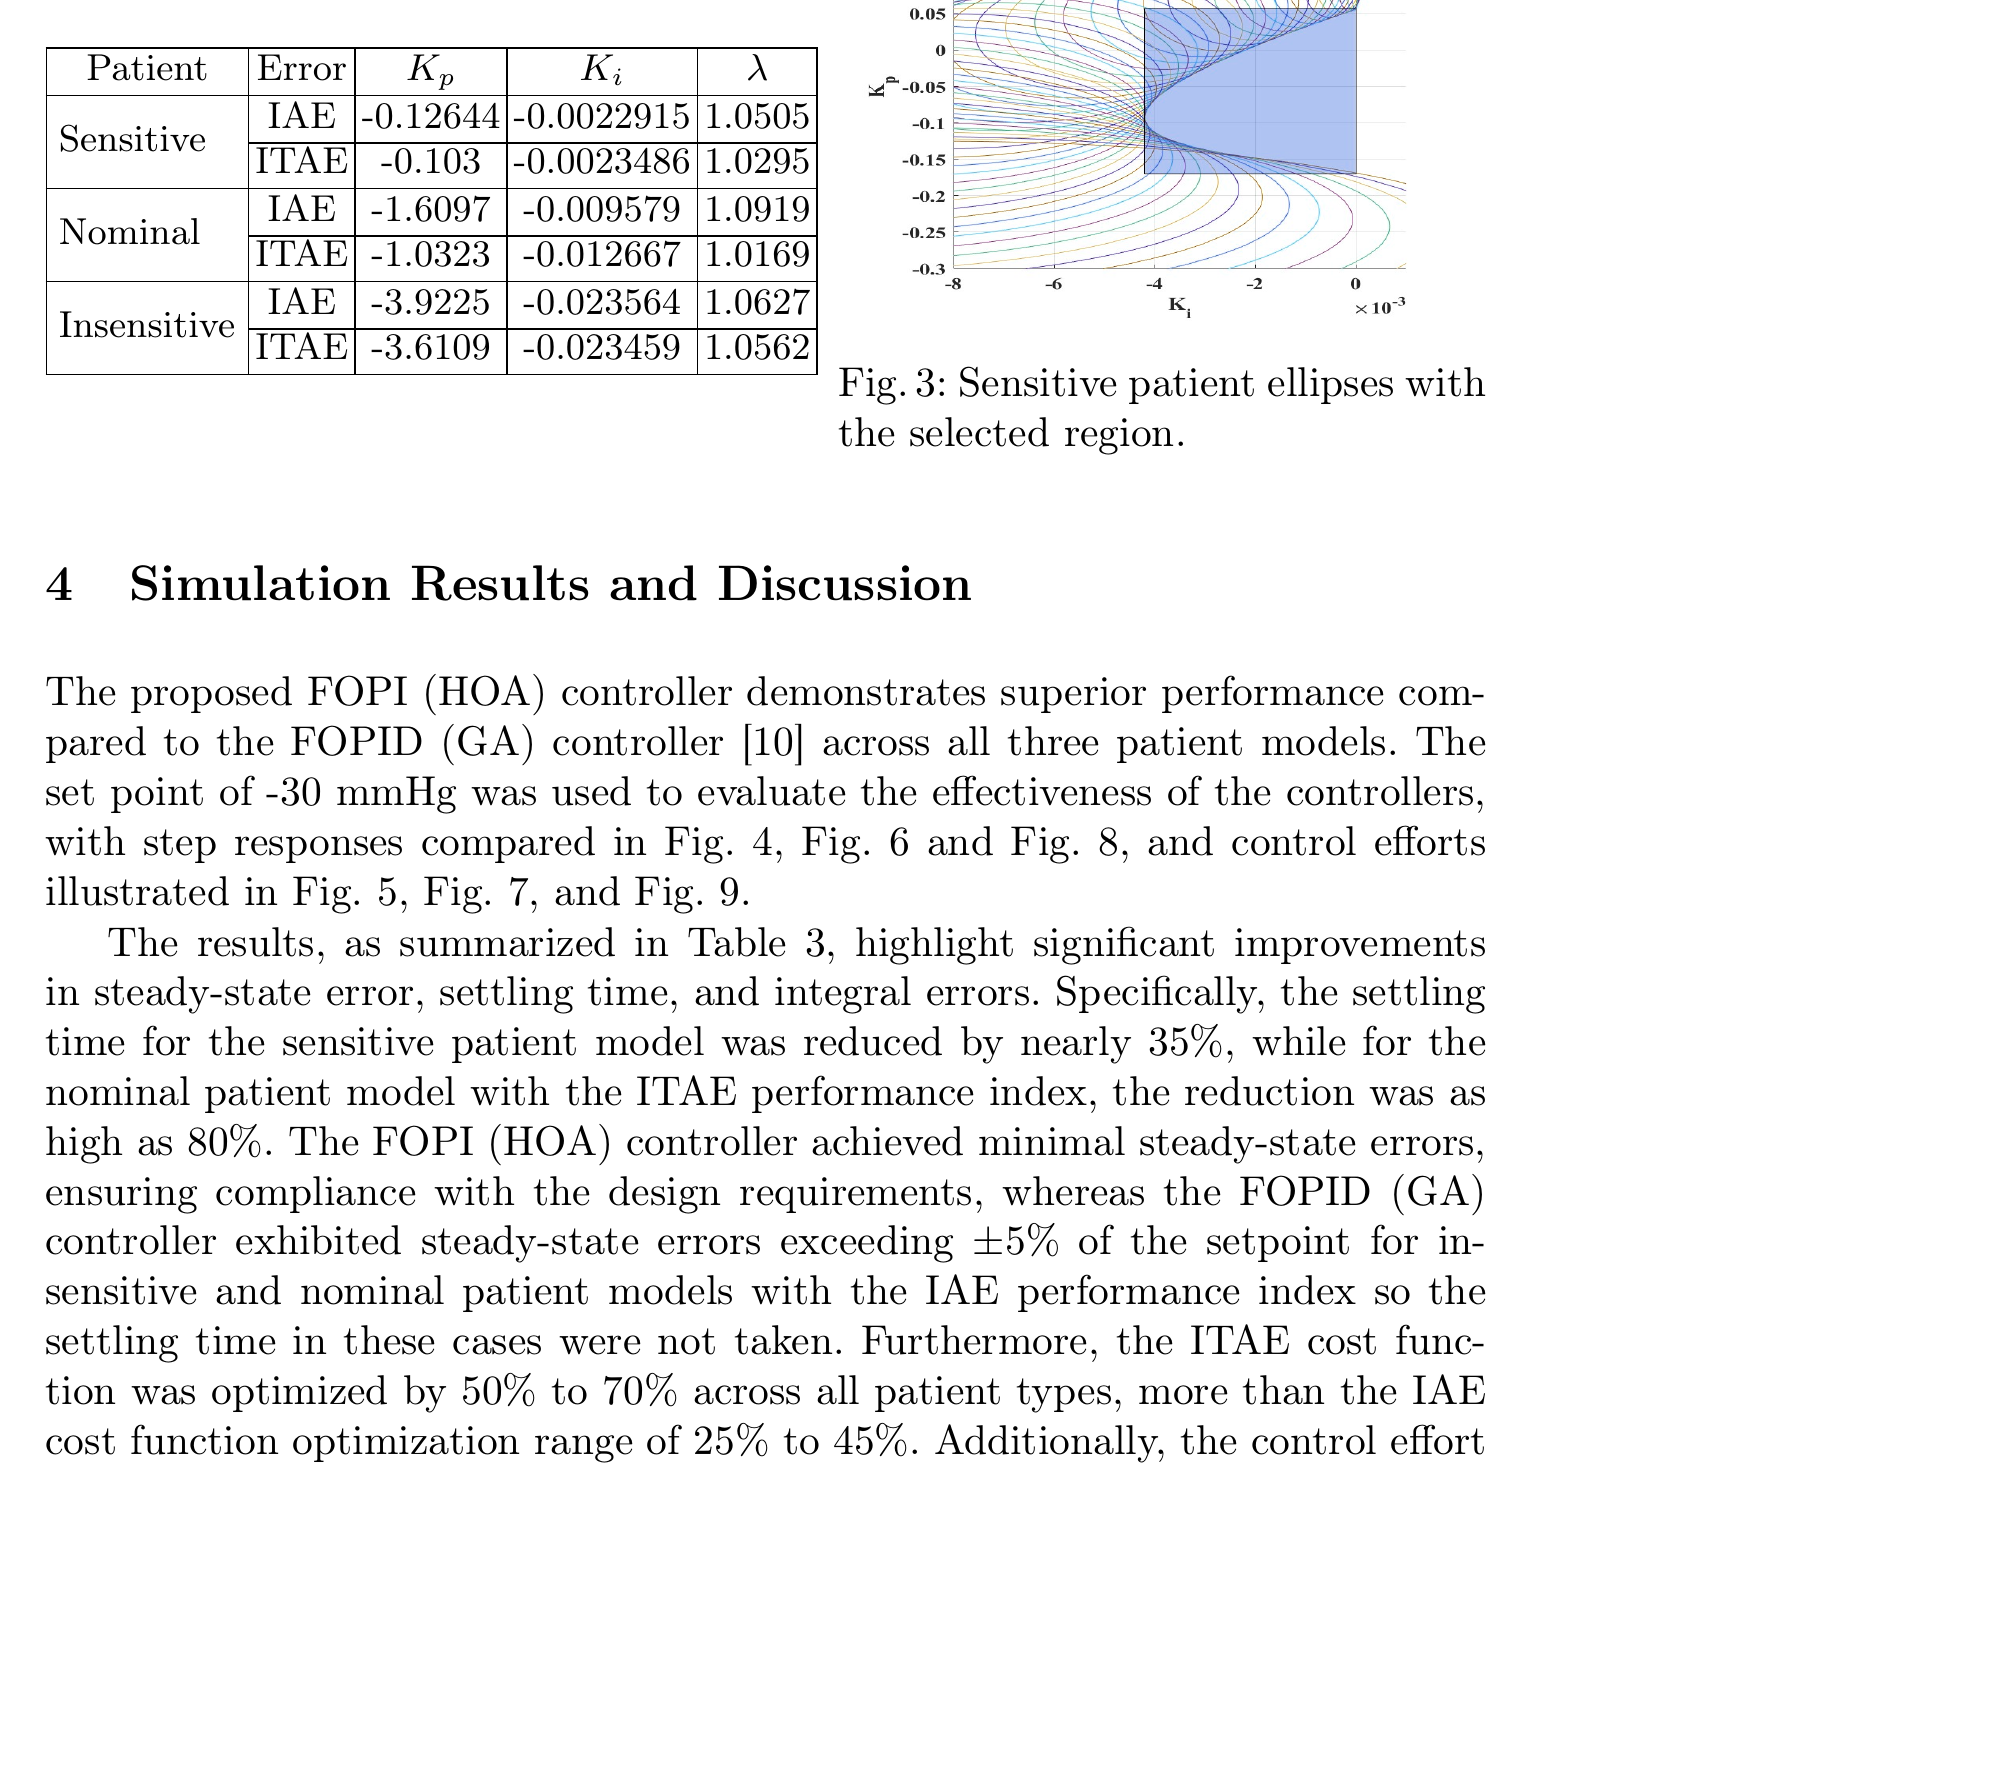 Patient Error K_p K_i λ
Sensitive IAE -0.12644 -0.0022915 1.0505
ITAE -0.103 -0.0023486 1.0295
Nominal IAE -1.6097 -0.009579 1.0919
ITAE -1.0323 -0.012667 1.0169
Insensitive IAE -3.9225 -0.023564 1.0627
ITAE -3.6109 -0.023459 1.0562
0.05
0
-0.05
-0.1
-0.15
-0.2
-0.25
-0.3
K_p
-8 -6 -4 -2 0
K_i
×10^-3
Fig. 3: Sensitive patient ellipses with
the selected region.
4 Simulation Results and Discussion
The proposed FOPI (HOA) controller demonstrates superior performance com-
pared to the FOPID (GA) controller [10] across all three patient models. The
set point of -30 mmHg was used to evaluate the effectiveness of the controllers,
with step responses compared in Fig. 4, Fig. 6 and Fig. 8, and control efforts
illustrated in Fig. 5, Fig. 7, and Fig. 9.
The results, as summarized in Table 3, highlight significant improvements
in steady-state error, settling time, and integral errors. Specifically, the settling
time for the sensitive patient model was reduced by nearly 35%, while for the
nominal patient model with the ITAE performance index, the reduction was as
high as 80%. The FOPI (HOA) controller achieved minimal steady-state errors,
ensuring compliance with the design requirements, whereas the FOPID (GA)
controller exhibited steady-state errors exceeding ±5% of the setpoint for in-
sensitive and nominal patient models with the IAE performance index so the
settling time in these cases were not taken. Furthermore, the ITAE cost func-
tion was optimized by 50% to 70% across all patient types, more than the IAE
cost function optimization range of 25% to 45%. Additionally, the control effort